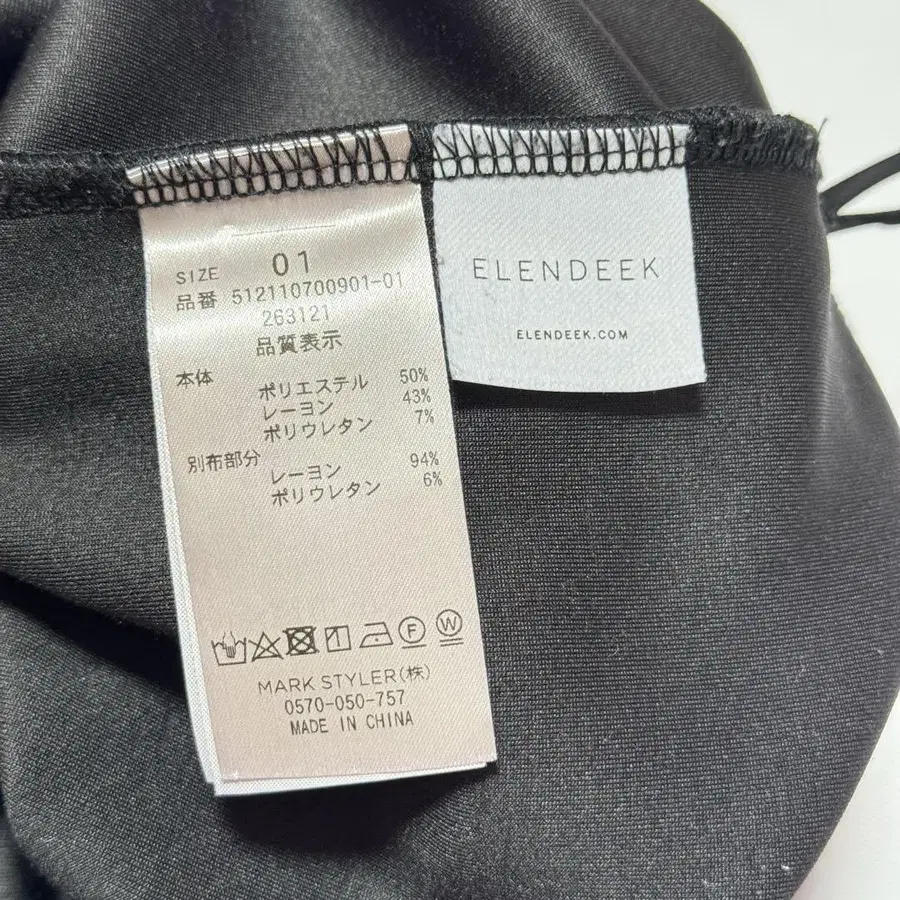 SIZE 01
品番 512110700901-01
263121
品質表示
本体
ポリエステル 50%
レーヨン 43%
ポリウレタン 7%
別布部分
レーヨン 94%
ポリウレタン 6%
F W
MARK STYLER(株)
0570-050-757
MADE IN CHINA
ELENDEEK
ELENDEEK.COM